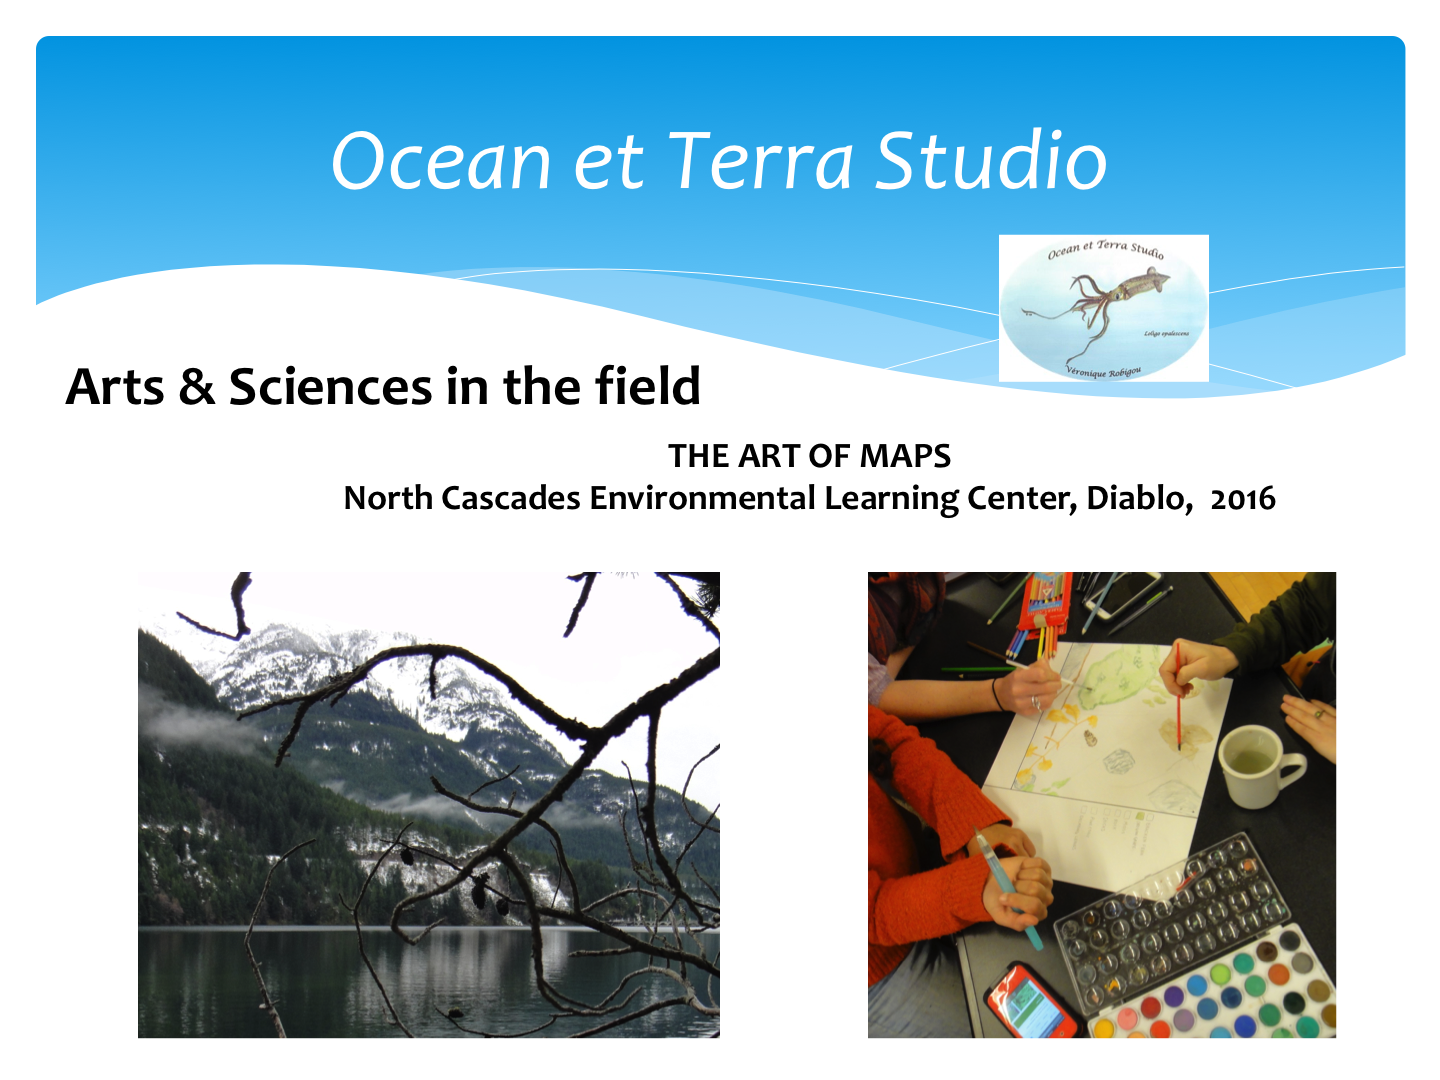 Ocean et Terra Studio
Ocean et Terra Studio
Loligo opalescens
Véronique Robigou
Arts & Sciences in the field
THE ART OF MAPS
North Cascades Environmental Learning Center, Diablo, 2016